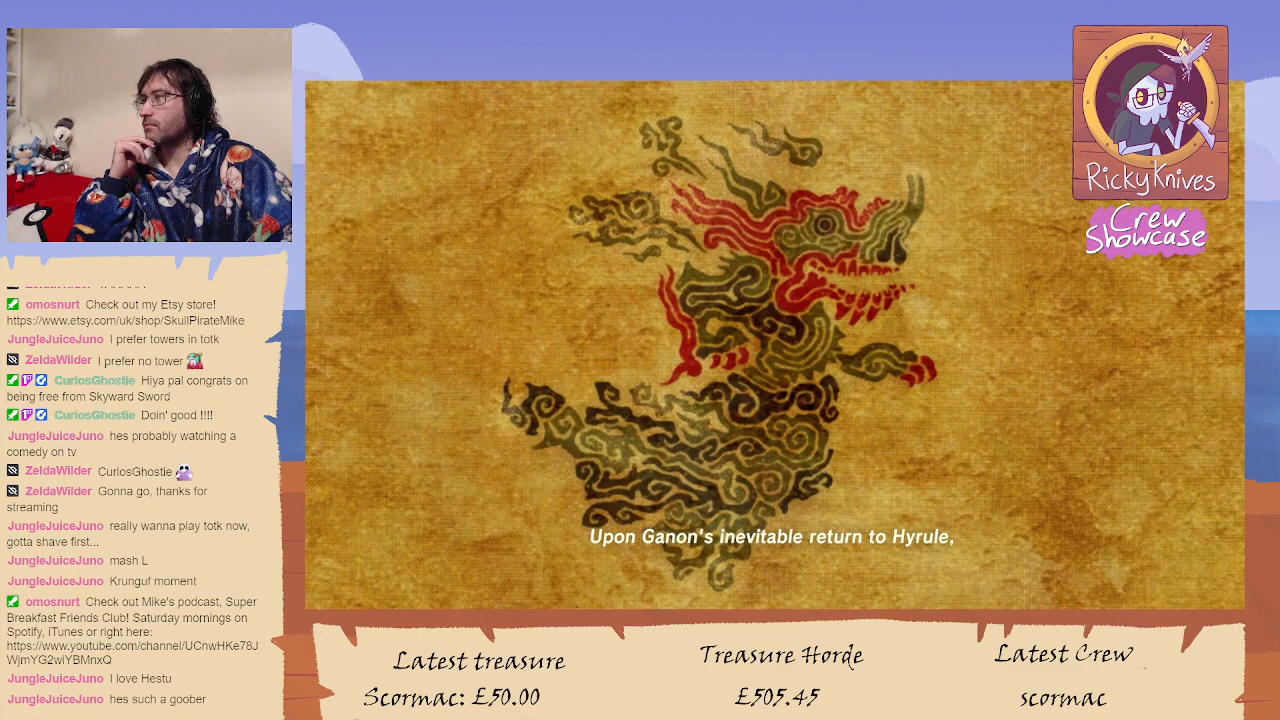 omosnurt Check out my Etsy store!
https://www.etsy.com/uk/shop/SkullPirateMike
JungleJuiceJuno I prefer towers in totk
ZeldaWilder I prefer no tower
CuriosGhostie Hiya pal congrats on
being free from Skyward Sword
CuriosGhostie Doin' good !!!!
JungleJuiceJuno hes probably watching a
comedy on tv
ZeldaWilder CuriosGhostie
ZeldaWilder Gonna go, thanks for
streaming
JungleJuiceJuno really wanna play totk now,
gotta shave first...
JungleJuiceJuno mash L
JungleJuiceJuno Krunguf moment
omosnurt Check out Mike's podcast, Super
Breakfast Friends Club! Saturday mornings on
Spotify, iTunes or right here:
https://www.youtube.com/channel/UCnwHKe78J
WjmYG2wiYBMnxQ
JungleJuiceJuno I love Hestu
JungleJuiceJuno hes such a goober
Upon Ganon's inevitable return to Hyrule,
RickyKnives
Crew
Showcase
Latest treasure
Scormac: £50.00
Treasure Horde
£505.45
Latest Crew
scormac